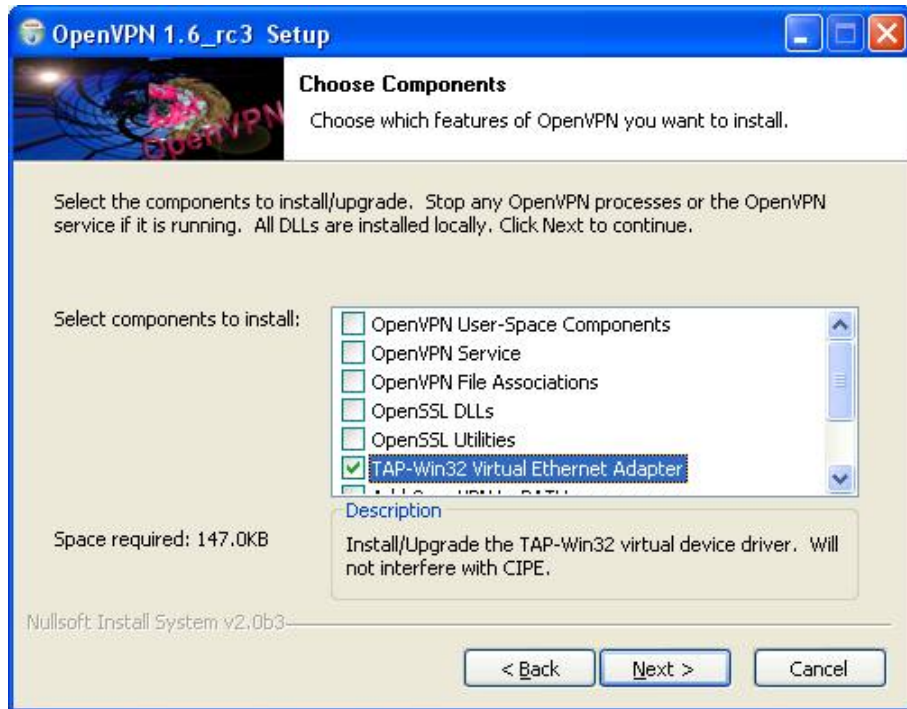 OpenVPN 1.6_rc3 Setup
OpenVPN
Choose Components
Choose which features of OpenVPN you want to install.
Select the components to install/upgrade. Stop any OpenVPN processes or the OpenVPN
service if it is running. All DLLs are installed locally. Click Next to continue.
Select components to install:
OpenVPN User-Space Components
OpenVPN Service
OpenVPN File Associations
OpenSSL DLLs
OpenSSL Utilities
TAP-Win32 Virtual Ethernet Adapter
Space required: 147.0KB
Description
Install/Upgrade the TAP-Win32 virtual device driver. Will
not interfere with CIPE.
Nullsoft Install System v2.0b3
< Back
Next >
Cancel